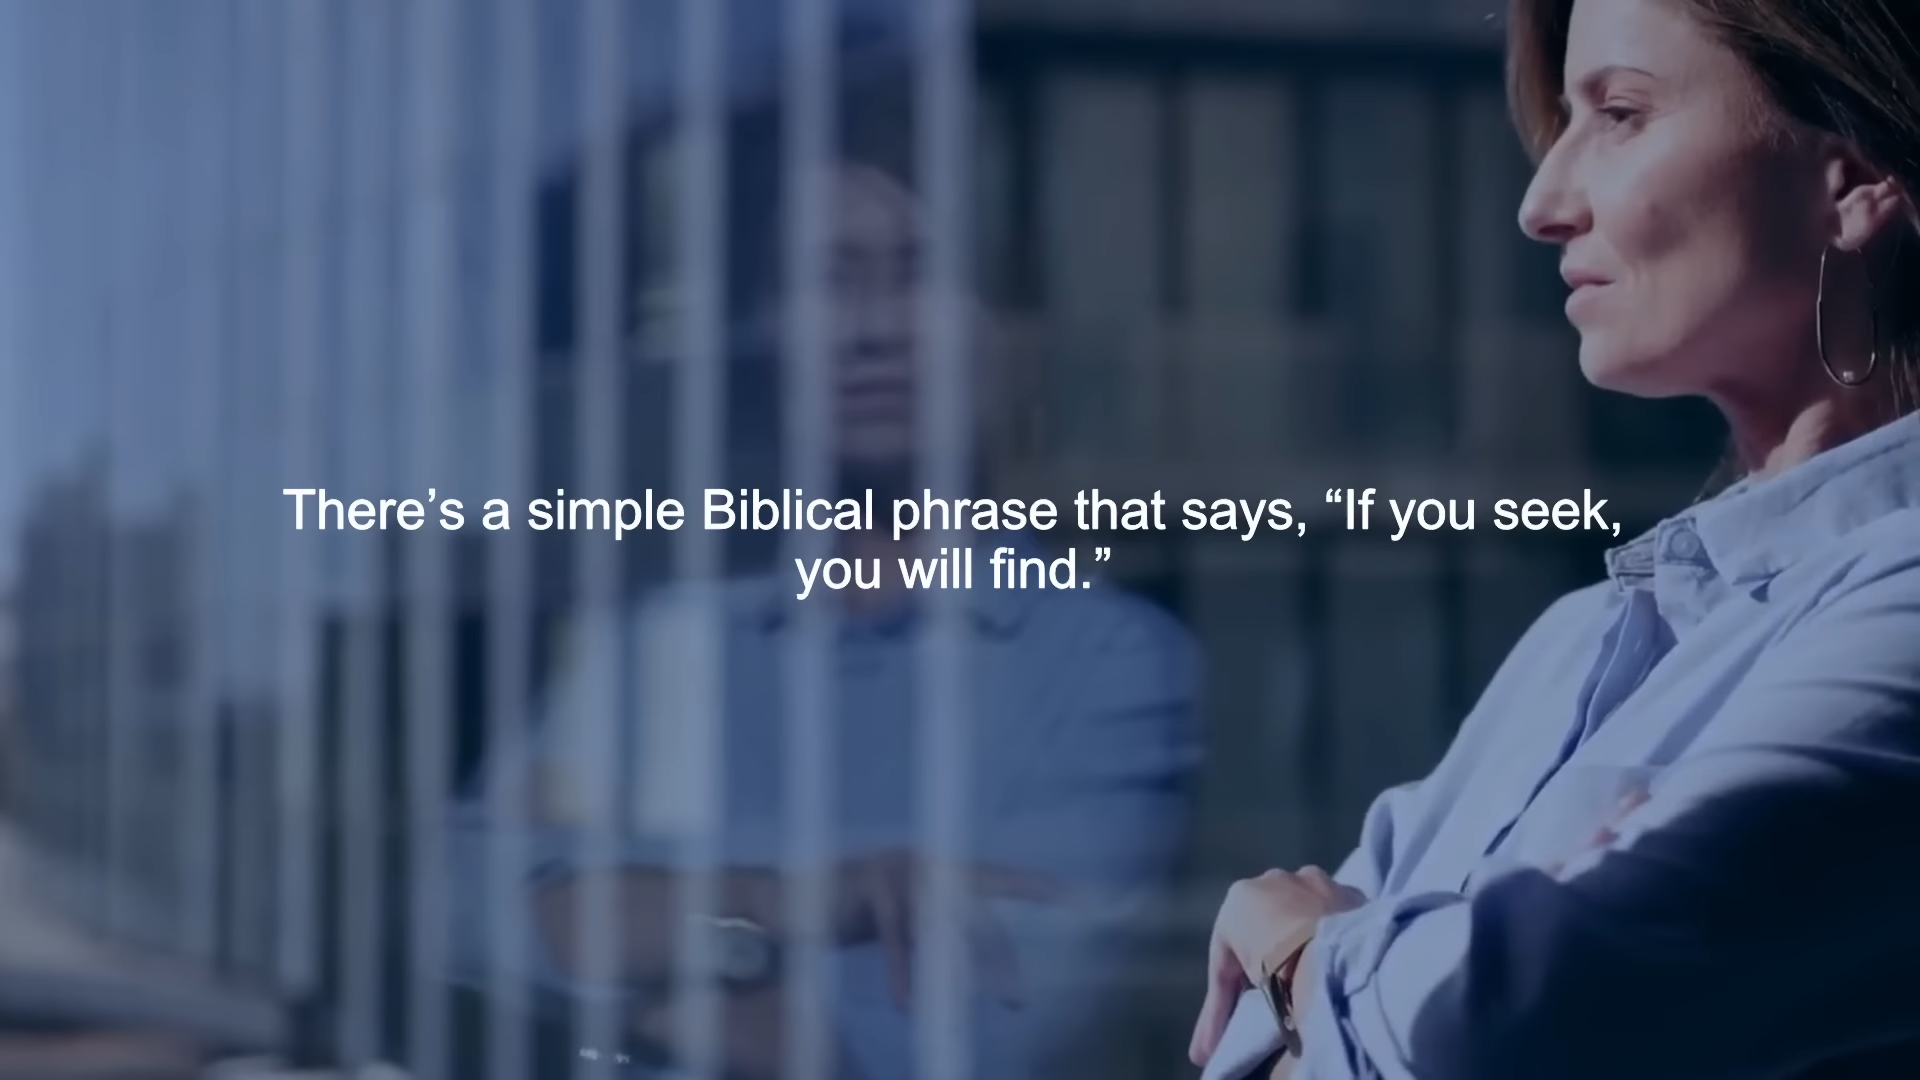 There’s a simple Biblical phrase that says, “If you seek,
you will find.”